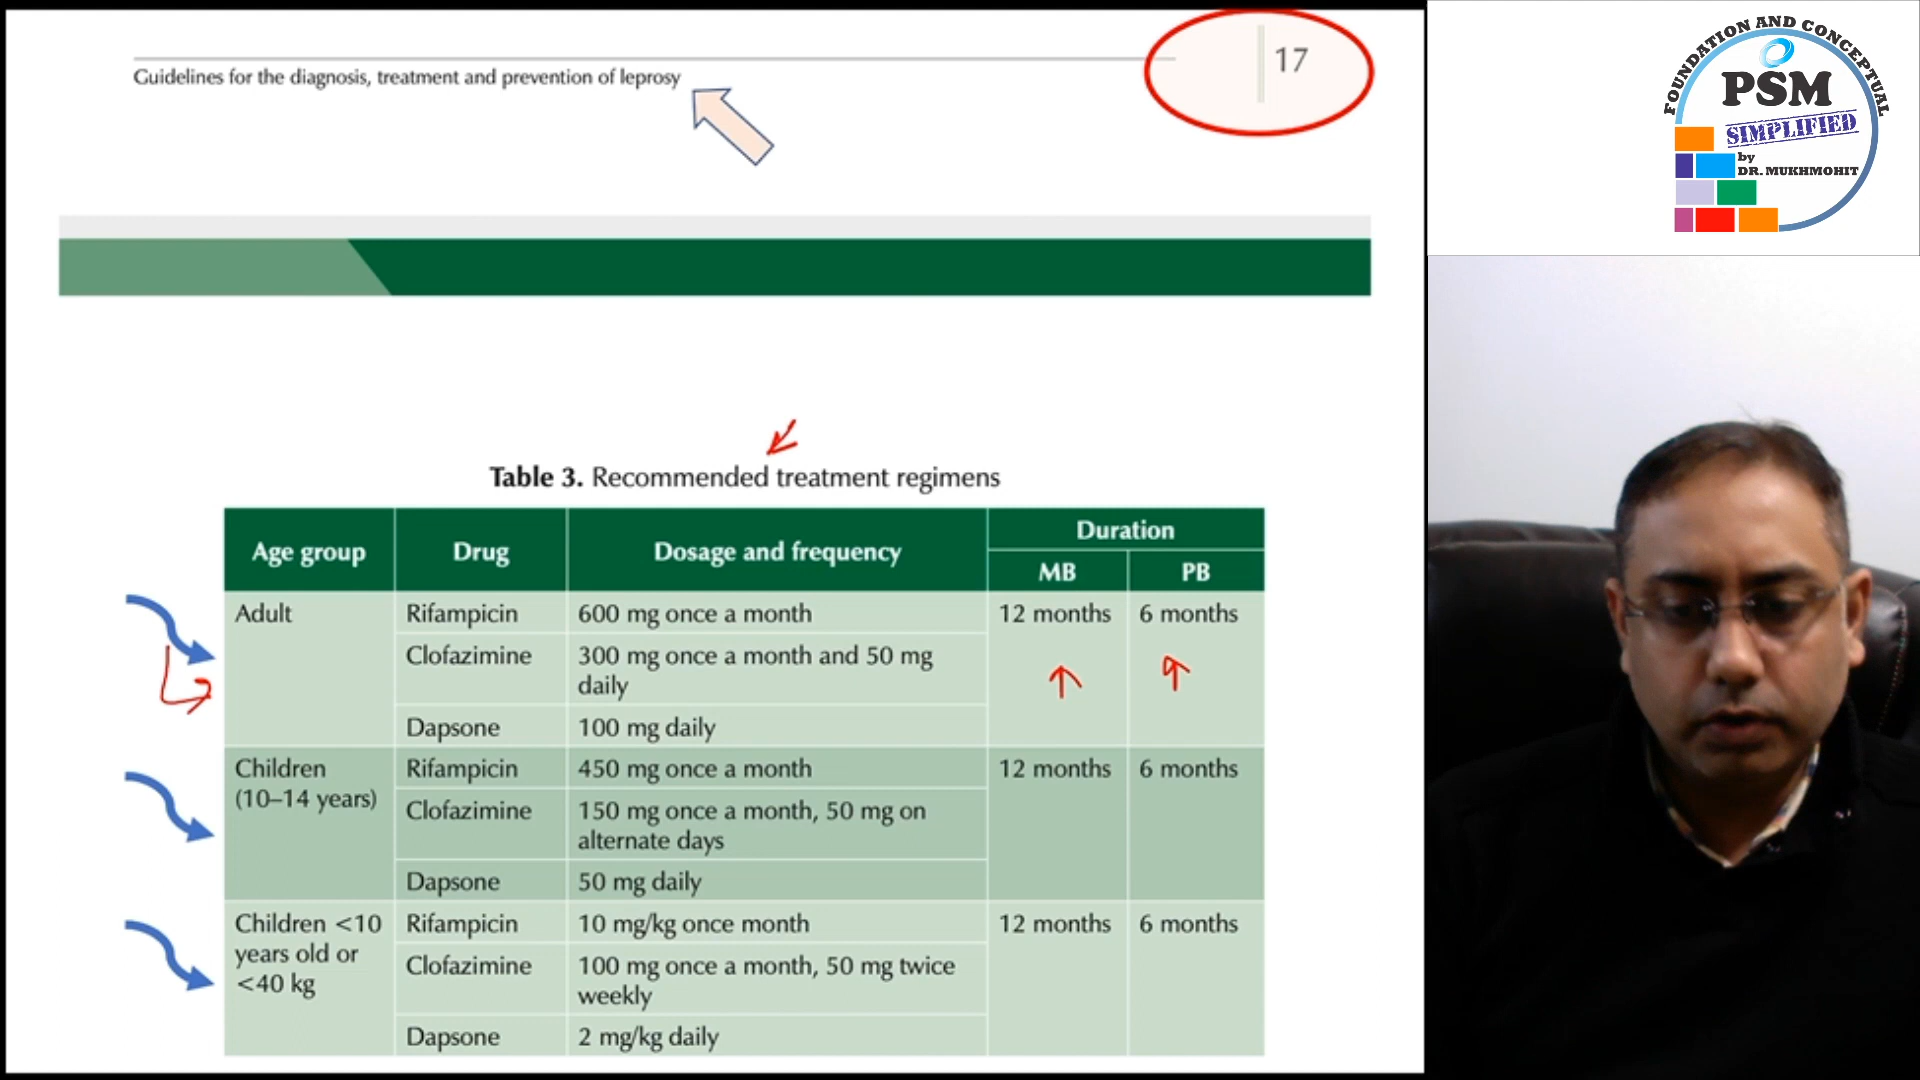 Guidelines for the diagnosis, treatment and prevention of leprosy
17
FOUNDATION AND CONCEPTUAL
PSM
SIMPLIFIED
by
DR. MUKHMOHIT
Table 3. Recommended treatment regimens
Age group Drug Dosage and frequency Duration
MB PB
Adult Rifampicin 600 mg once a month 12 months 6 months
Clofazimine 300 mg once a month and 50 mg
daily
Dapsone 100 mg daily
Children Rifampicin 450 mg once a month 12 months 6 months
(10–14 years)
Clofazimine 150 mg once a month, 50 mg on
alternate days
Dapsone 50 mg daily
Children <10 Rifampicin 10 mg/kg once month 12 months 6 months
years old or Clofazimine 100 mg once a month, 50 mg twice
<40 kg weekly
Dapsone 2 mg/kg daily